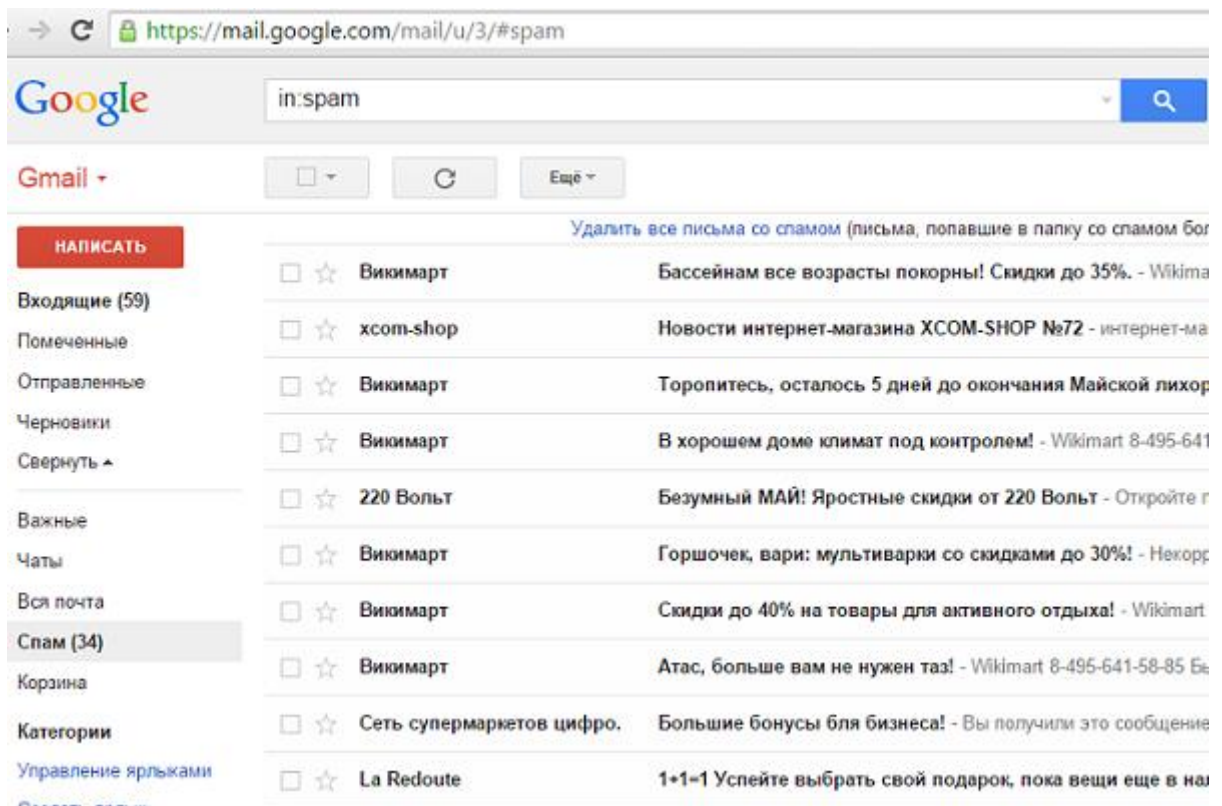 https://mail.google.com/mail/u/3/#spam
Google
in:spam
Gmail
Ещё
НАПИСАТЬ
Входящие (59)
Помеченные
Отправленные
Черновики
Свернуть
Важные
Чаты
Вся почта
Спам (34)
Корзина
Категории
Управление ярлыками
Удалить все письма со спамом (письма, попавшие в папку со спамом бол
Викимарт Бассейнам все возрасты покорны! Скидки до 35%. - Wikima
xcom-shop Новости интернет-магазина XCOM-SHOP №72 - интернет-ма
Викимарт Торопитесь, осталось 5 дней до окончания Майской лихор
Викимарт В хорошем доме климат под контролем! - Wikimart 8-495-641
220 Вольт Безумный МАЙ! Яростные скидки от 220 Вольт - Откройте
Викимарт Горшочек, вари: мультиварки со скидками до 30%! - Некорр
Викимарт Скидки до 40% на товары для активного отдыха! - Wikimart
Викимарт Атас, больше вам не нужен таз! - Wikimart 8-495-641-58-85 Бы
Сеть супермаркетов цифро. Большие бонусы бля бизнеса! - Вы получили это сообщение
La Redoute 1+1=1 Успейте выбрать свой подарок, пока вещи еще в нал